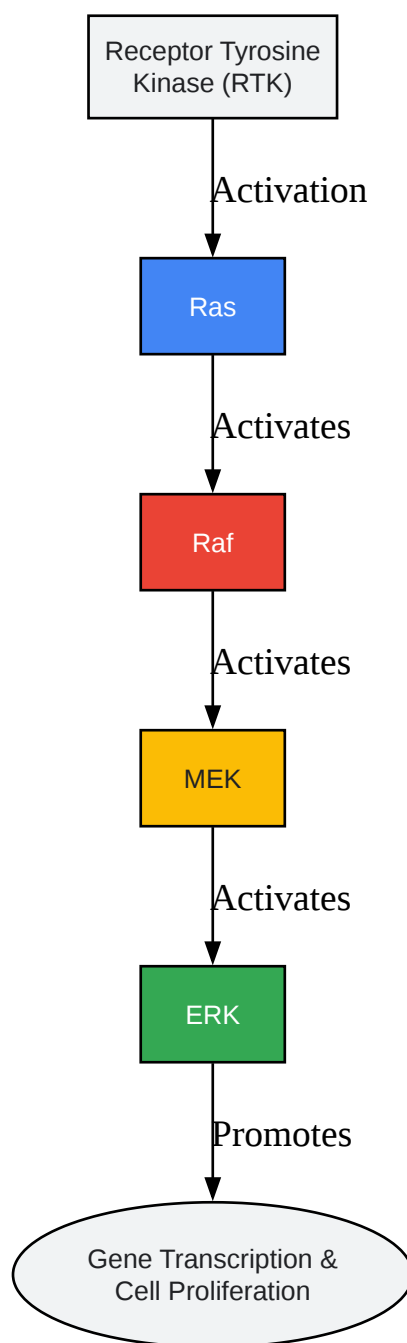 Receptor Tyrosine
Kinase (RTK)
Activation
Ras
Activates
Raf
Activates
MEK
Activates
ERK
Promotes
Gene Transcription &
Cell Proliferation